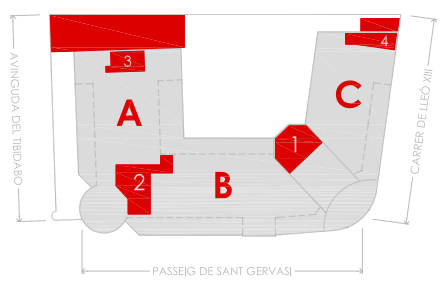 4
3
C
A
1
2
B
AVINGUDA DEL TIBIDABO
CARRER DE LLEÓ XIII
PASSEIG DE SANT GERVASI